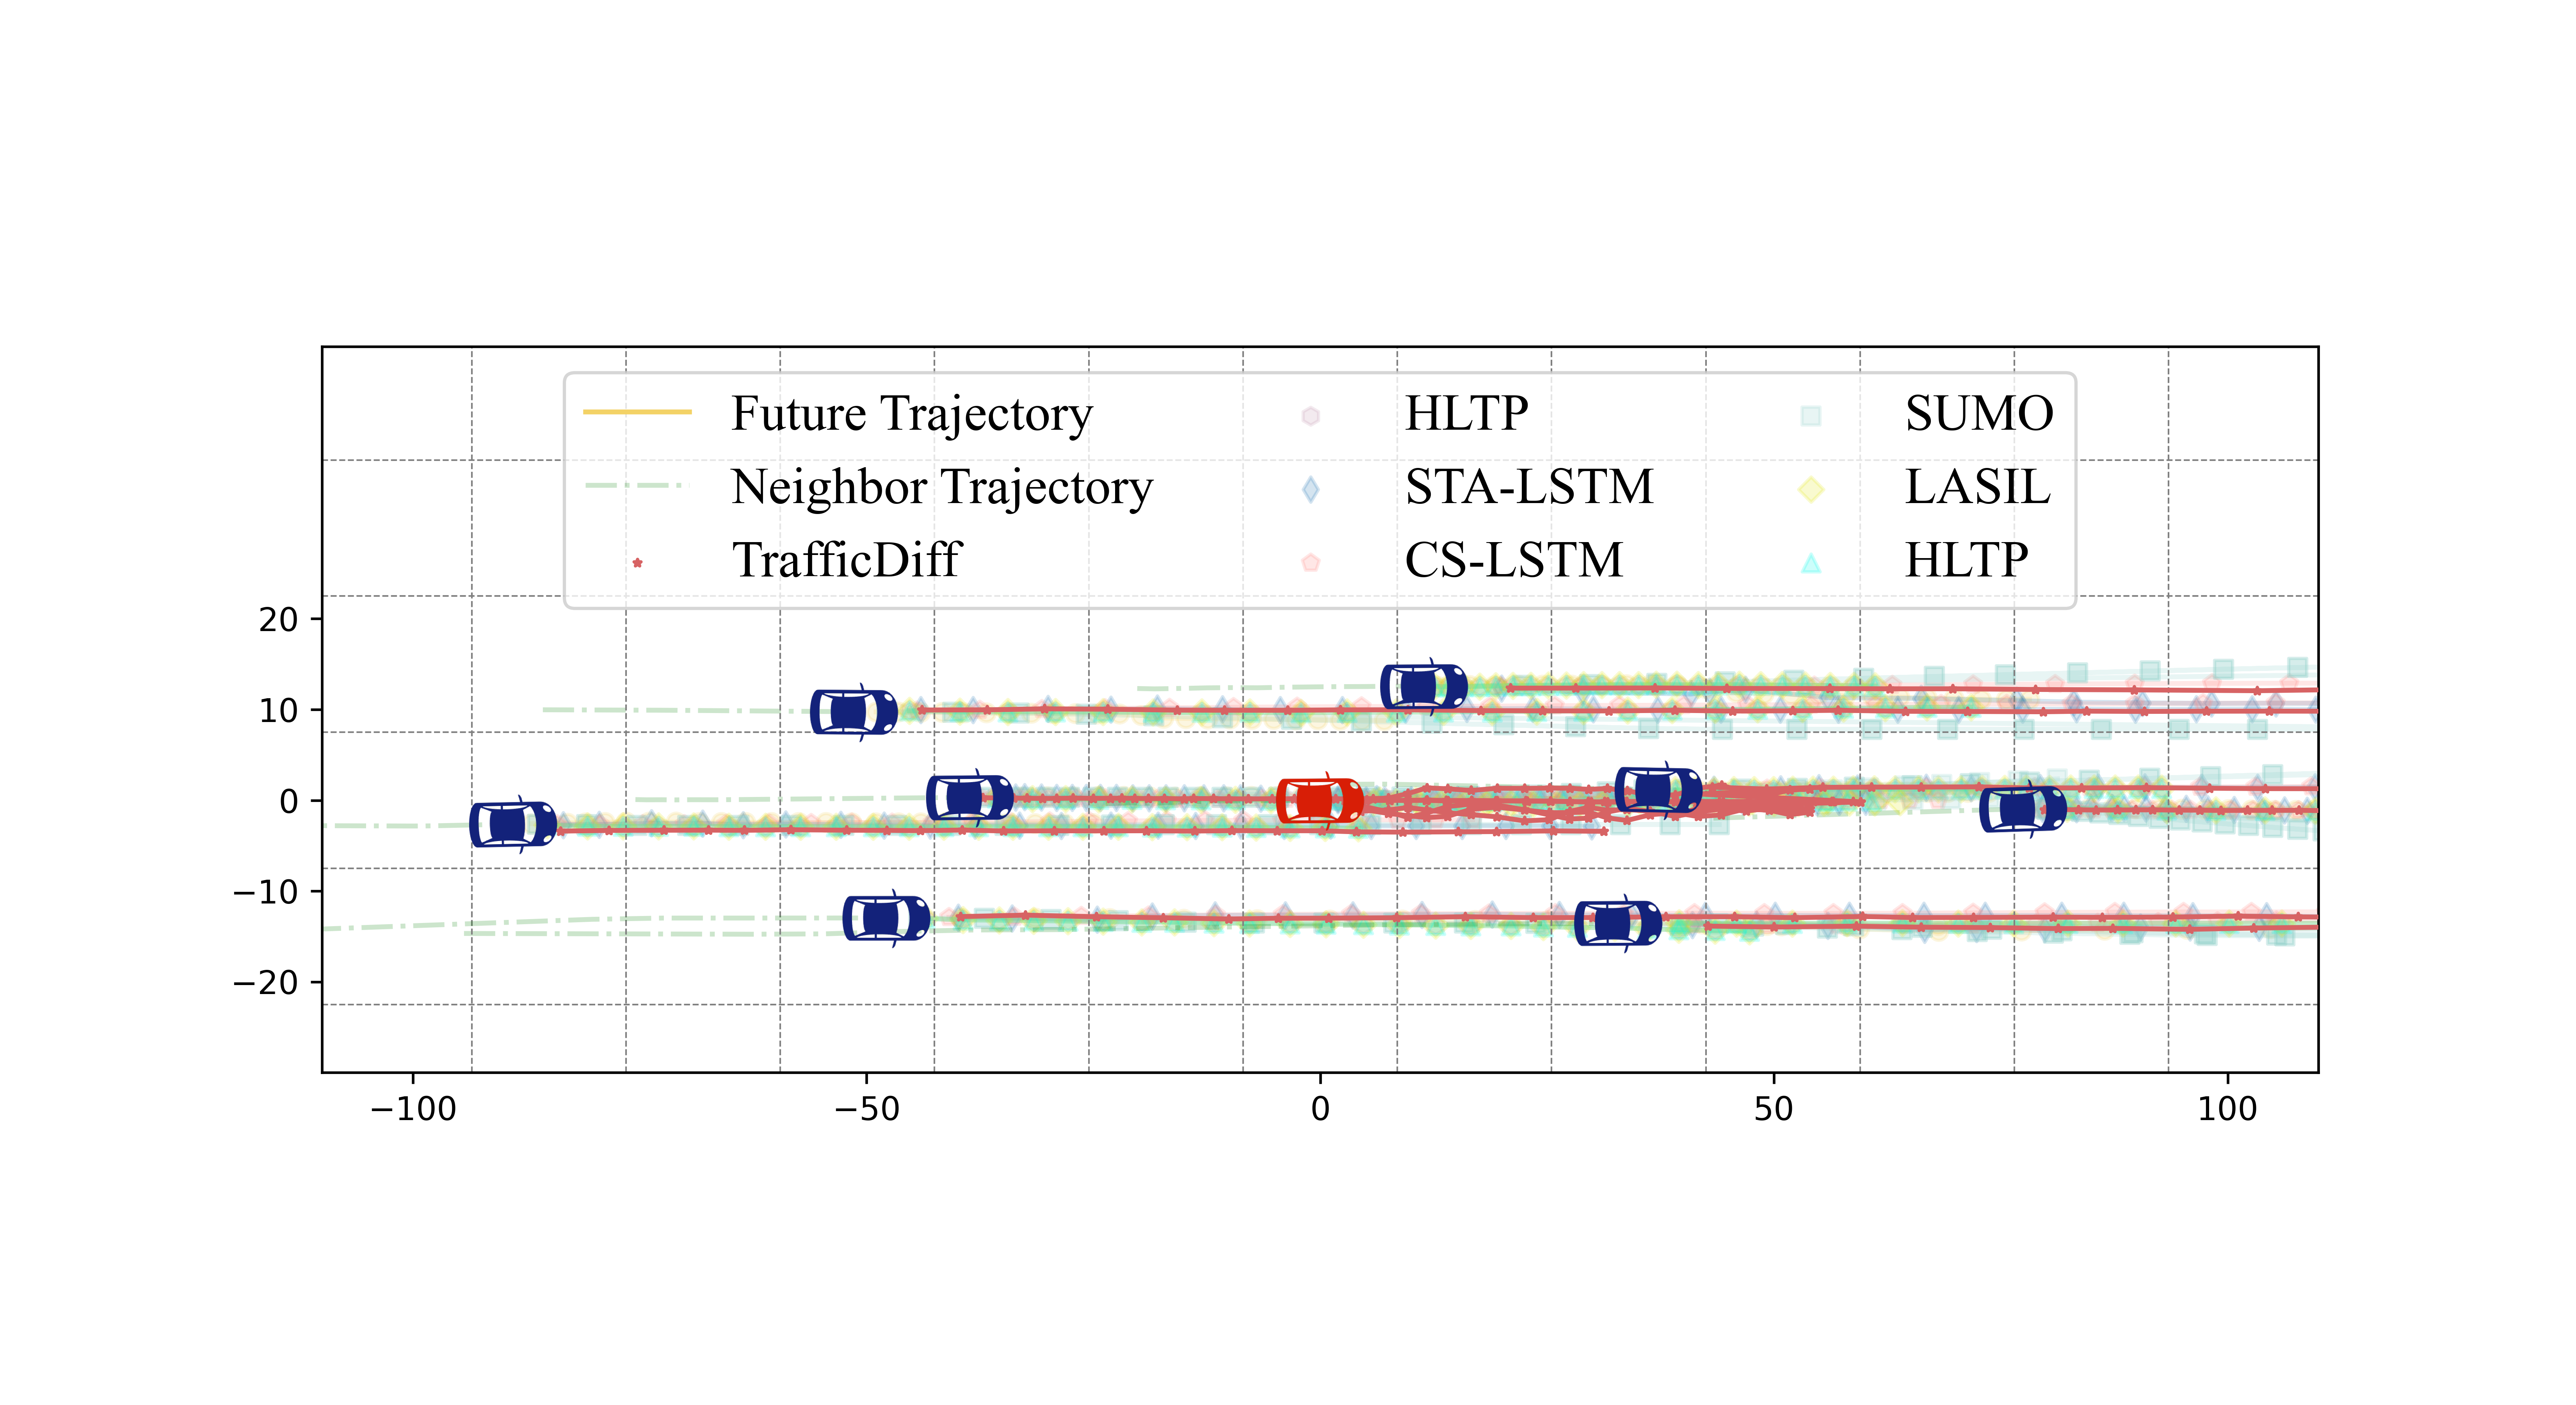 Future Trajectory
Neighbor Trajectory
TrafficDiff
HLTP
STA-LSTM
CS-LSTM
SUMO
LASIL
HLTP
20
10
0
−10
−20
−100 −50 0 50 100